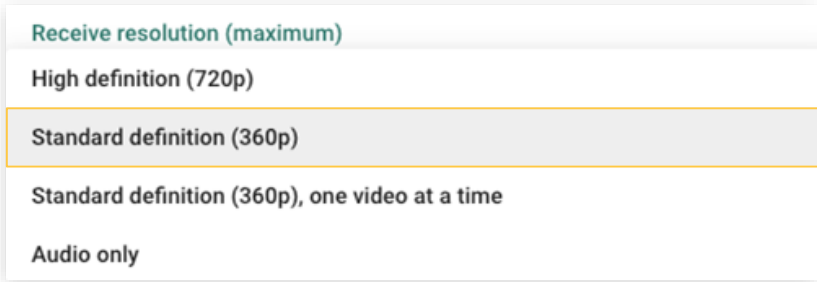 Receive resolution (maximum)
High definition (720p)
Standard definition (360p)
Standard definition (360p), one video at a time
Audio only